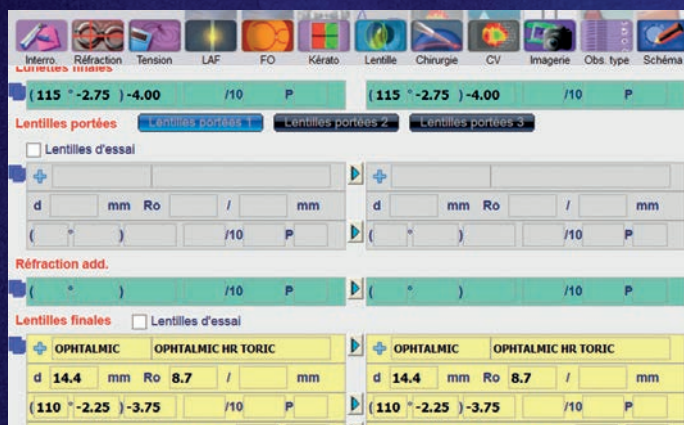 Interro. Réfraction Tension LAF FO Kérato Lentille Chirurgie CV Imagerie Obs. type Schéma
Lunettes finales
(115 ° -2.75 ) -4.00 /10 P (115 ° -2.75 ) -4.00 /10 P
Lentilles portées Lentilles portées 1 Lentilles portées 2 Lentilles portées 3
Lentilles d'essai
d mm Ro / mm d mm Ro / mm
( ° ) /10 P ( ° ) /10 P
Réfraction add.
( ° ) /10 P ( ° ) /10 P
Lentilles finales Lentilles d'essai
OPHTALMIC OPHTALMIC HR TORIC OPHTALMIC OPHTALMIC HR TORIC
d 14.4 mm Ro 8.7 / mm d 14.4 mm Ro 8.7 / mm
(110 ° -2.25 ) -3.75 /10 P (110 ° -2.25 ) -3.75 /10 P